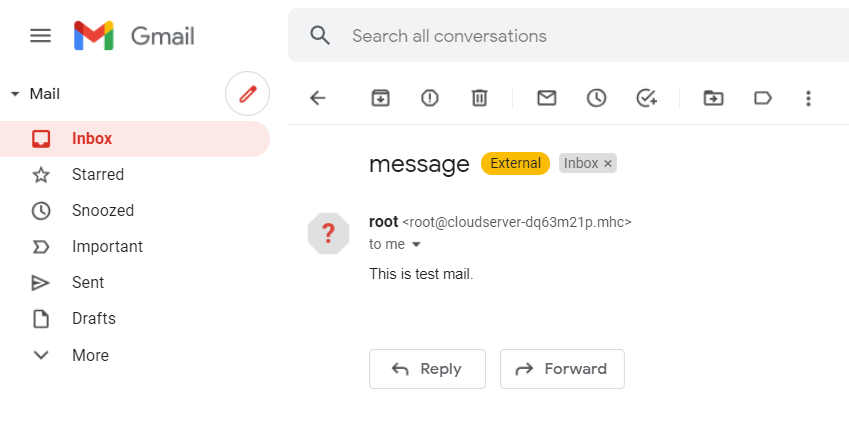 Gmail
Search all conversations
Mail
Inbox
Starred
Snoozed
Important
Sent
Drafts
More
message External Inbox ×
?
root <root@cloudserver-dq63m21p.mhc>
to me
This is test mail.
Reply Forward